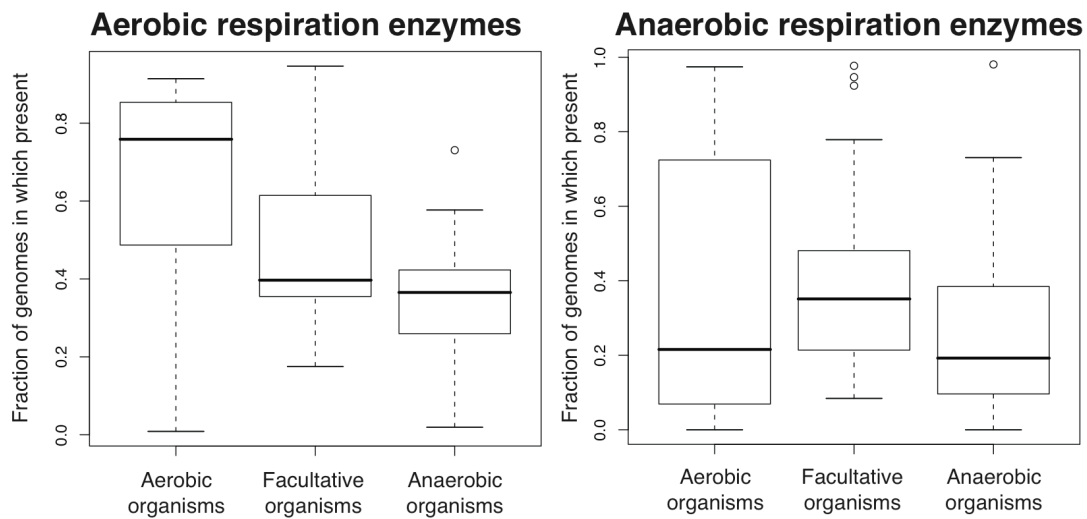 Aerobic respiration enzymes
Fraction of genomes in which present
0.8
0.6
0.4
0.2
0.0
Aerobic
organisms
Facultative
organisms
Anaerobic
organisms
Anaerobic respiration enzymes
Fraction of genomes in which present
1.0
0.8
0.6
0.4
0.2
0.0
Aerobic
organisms
Facultative
organisms
Anaerobic
organisms